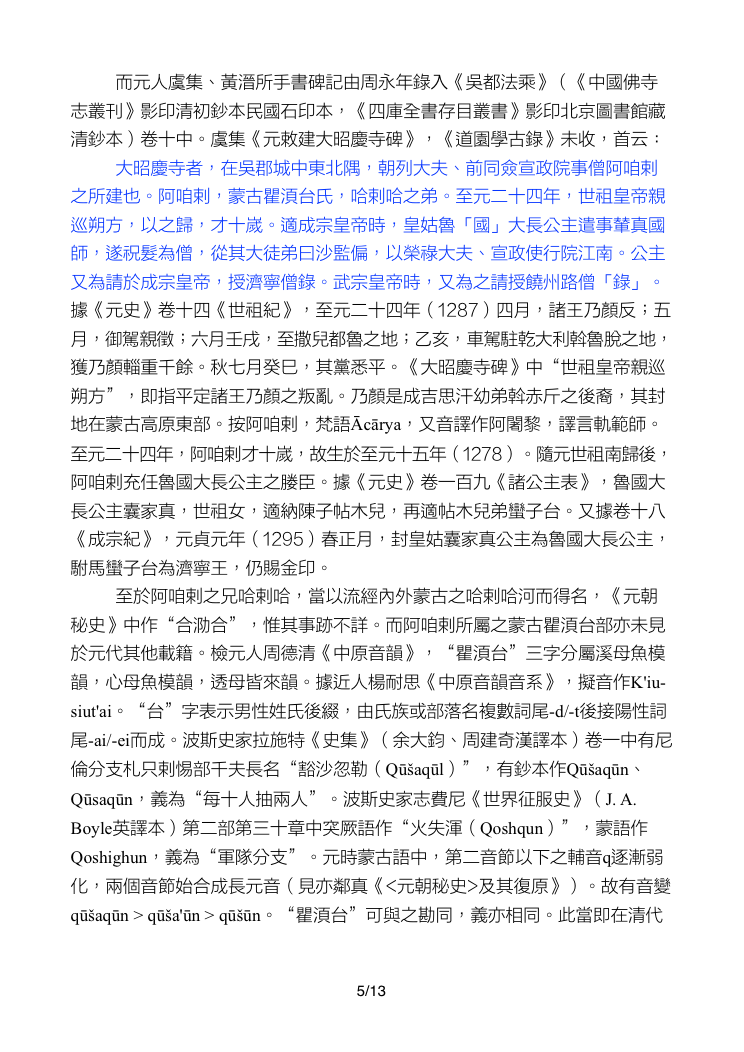 而元人虞集、黃溍所手書碑記由周永年錄入《吳都法乘》（《中國佛寺
志叢刊》影印清初鈔本民國石印本，《四庫全書存目叢書》影印北京圖書館藏
清鈔本）卷十中。虞集《元敕建大昭慶寺碑》，《道園學古錄》未收，首云：
大昭慶寺者，在吳郡城中東北隅，朝列大夫、前同僉宣政院事僧阿咱剌
之所建也。阿咱剌，蒙古瞿湏台氏，哈剌哈之弟。至元二十四年，世祖皇帝親
巡朔方，以之歸，才十嵗。適成宗皇帝時，皇姑魯「國」大長公主遣事輦真國
師，遂祝髮為僧，從其大徒弟曰沙監偏，以榮祿大夫、宣政使行院江南。公主
又為請於成宗皇帝，授濟寧僧錄。武宗皇帝時，又為之請授饒州路僧「錄」。
據《元史》卷十四《世祖紀》，至元二十四年（1287）四月，諸王乃顏反；五
月，御駕親徵；六月壬戌，至撒兒都魯之地；乙亥，車駕駐乾大利斡魯脫之地，
獲乃顏輜重千餘。秋七月癸巳，其黨悉平。《大昭慶寺碑》中“世祖皇帝親巡
朔方”，即指平定諸王乃顏之叛亂。乃顏是成吉思汗幼弟斡赤斤之後裔，其封
地在蒙古高原東部。按阿咱剌，梵語Ācārya，又音譯作阿闍黎，譯言軌範師。
至元二十四年，阿咱剌才十嵗，故生於至元十五年（1278）。隨元世祖南歸後，
阿咱剌充任魯國大長公主之媵臣。據《元史》卷一百九《諸公主表》，魯國大
長公主囊家真，世祖女，適納陳子帖木兒，再適帖木兒弟蠻子台。又據卷十八
《成宗紀》，元貞元年（1295）春正月，封皇姑囊家真公主為魯國大長公主，
駙馬蠻子台為濟寧王，仍賜金印。
至於阿咱剌之兄哈剌哈，當以流經內外蒙古之哈剌哈河而得名，《元朝
秘史》中作“合泐合”，惟其事跡不詳。而阿咱剌所屬之蒙古瞿湏台部亦未見
於元代其他載籍。檢元人周德清《中原音韻》，“瞿湏台”三字分屬溪母魚模
韻，心母魚模韻，透母皆來韻。據近人楊耐思《中原音韻音系》，擬音作K'iu-
siut'ai。“台”字表示男性姓氏後綴，由氏族或部落名複數詞尾-d/-t後接陽性詞
尾-ai/-ei而成。波斯史家拉施特《史集》（余大鈞、周建奇漢譯本）卷一中有尼
倫分支札只剌惕部千夫長名“豁沙忽勒（Qūšaqūl）”，有鈔本作Qūšaqūn、
Qūsaqūn，義為“每十人抽兩人”。波斯史家志費尼《世界征服史》（J. A.
Boyle英譯本）第二部第三十章中突厥語作“火失渾（Qoshqun）”，蒙語作
Qoshighun，義為“軍隊分支”。元時蒙古語中，第二音節以下之輔音q逐漸弱
化，兩個音節始合成長元音（見亦鄰真《<元朝秘史>及其復原》）。故有音變
qūšaqūn > qūša'ūn > qūšūn。“瞿湏台”可與之勘同，義亦相同。此當即在清代
5/13